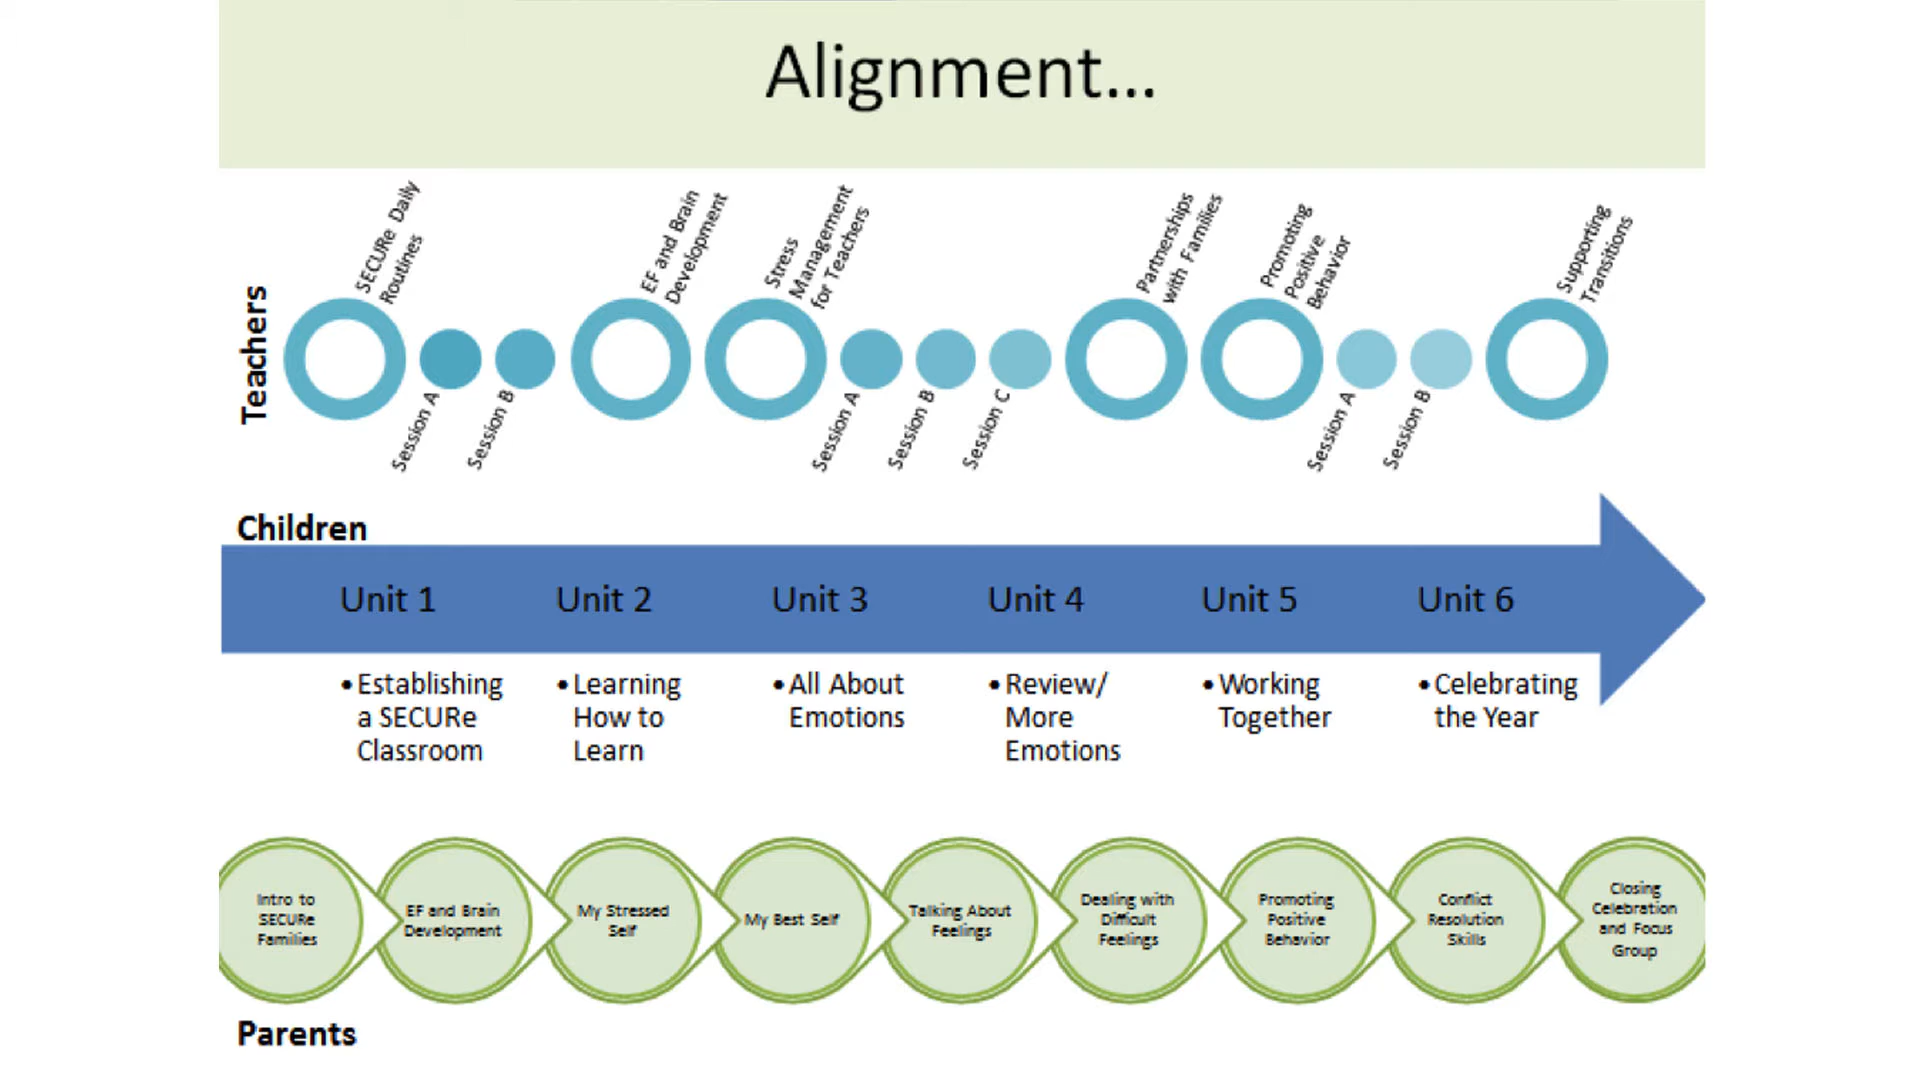 Alignment...
Teachers
SECURe Daily
Routines
Session A
Session B
EF and Brain
Development
Stress
Management
for Teachers
Session A
Session B
Session C
Partnerships
with Families
Promoting
Positive
Behavior
Session A
Session B
Supporting
Transitions
Children
Unit 1
Unit 2
Unit 3
Unit 4
Unit 5
Unit 6
• Establishing
a SECURe
Classroom
• Learning
How to
Learn
• All About
Emotions
• Review/
More
Emotions
• Working
Together
• Celebrating
the Year
Intro to
SECURe
Families
EF and Brain
Development
My Stressed
Self
My Best Self
Talking About
Feelings
Dealing with
Difficult
Feelings
Promoting
Positive
Behavior
Conflict
Resolution
Skills
Closing
Celebration
and Focus
Group
Parents